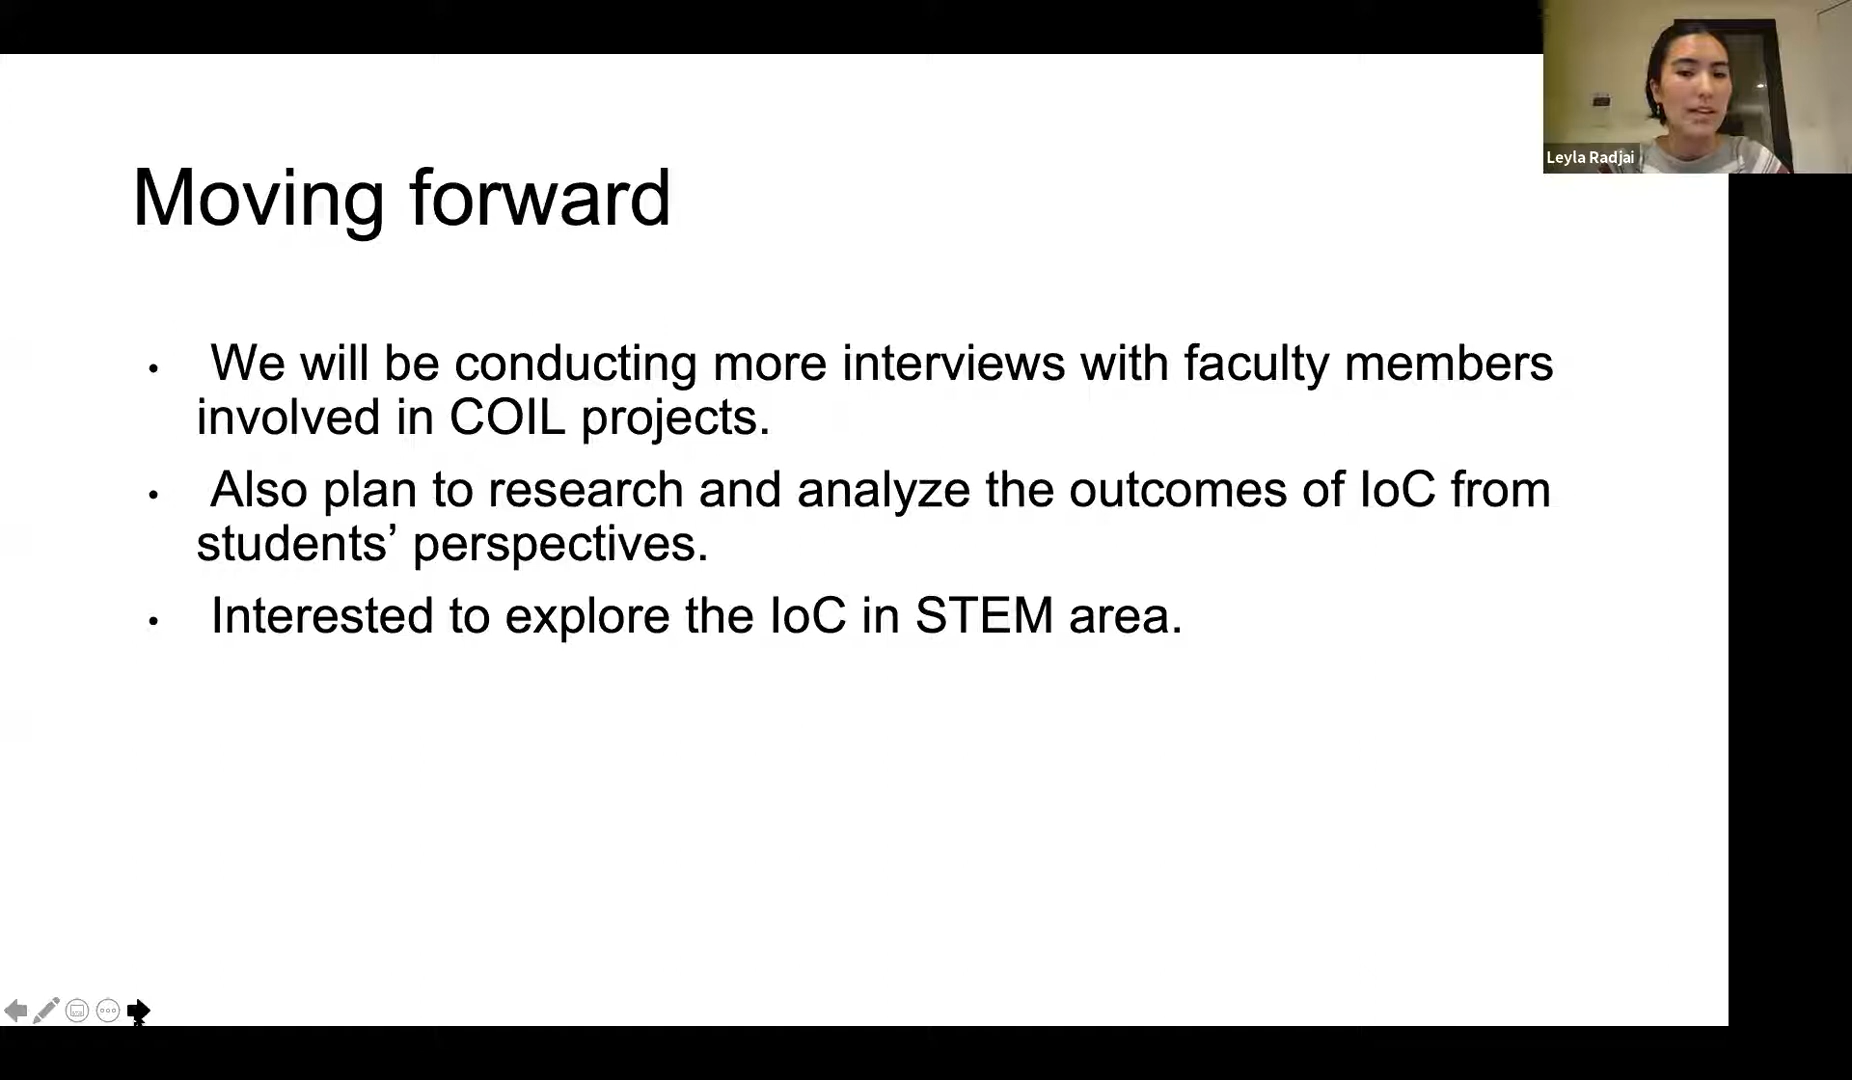 Leyla Radjai
Moving forward
• We will be conducting more interviews with faculty members
involved in COIL projects.
• Also plan to research and analyze the outcomes of IoC from
students’ perspectives.
• Interested to explore the IoC in STEM area.